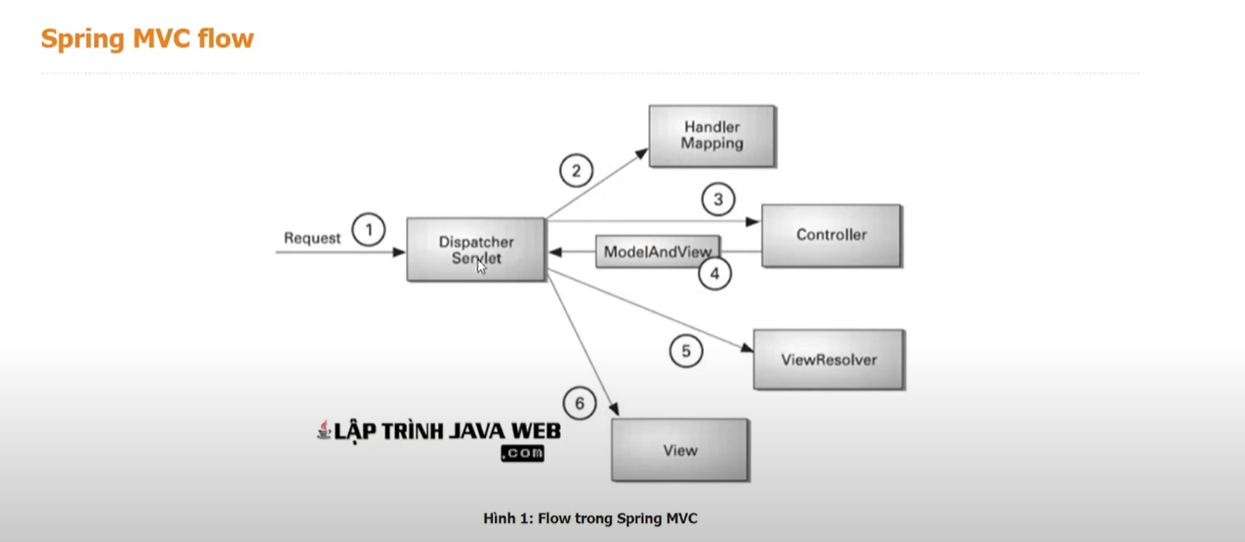 Spring MVC flow
Handler
Mapping
2
3
1
Request
Dispatcher
Servlet
ModelAndView
Controller
4
5
ViewResolver
6
LẬP TRÌNH JAVA WEB
.com
View
Hình 1: Flow trong Spring MVC